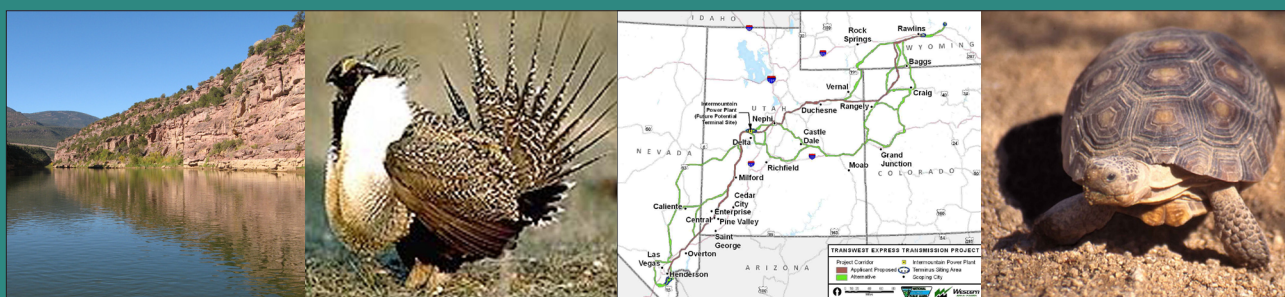 IDAHO
Rock
Springs
Rawlins
WYOMING
Baggs
Vernal
Craig
Intermountain
Power Plant
(Future Potential
Terminal Site)
UTAH
Duchesne
Rangely
Nephi
Delta
Castle
Dale
NEVADA
Grand
Junction
Richfield
Moab
COLORADO
Milford
Caliente
Cedar
City
Enterprise
Central
Pine Valley
Saint
George
Las
Vegas
Overton
Henderson
ARIZONA
TRANSWEST EXPRESS TRANSMISSION PROJECT
Project Corridor
Applicant Proposed
Alternative
Intermountain Power Plant
Terminus Siting Area
Scoping City
Western